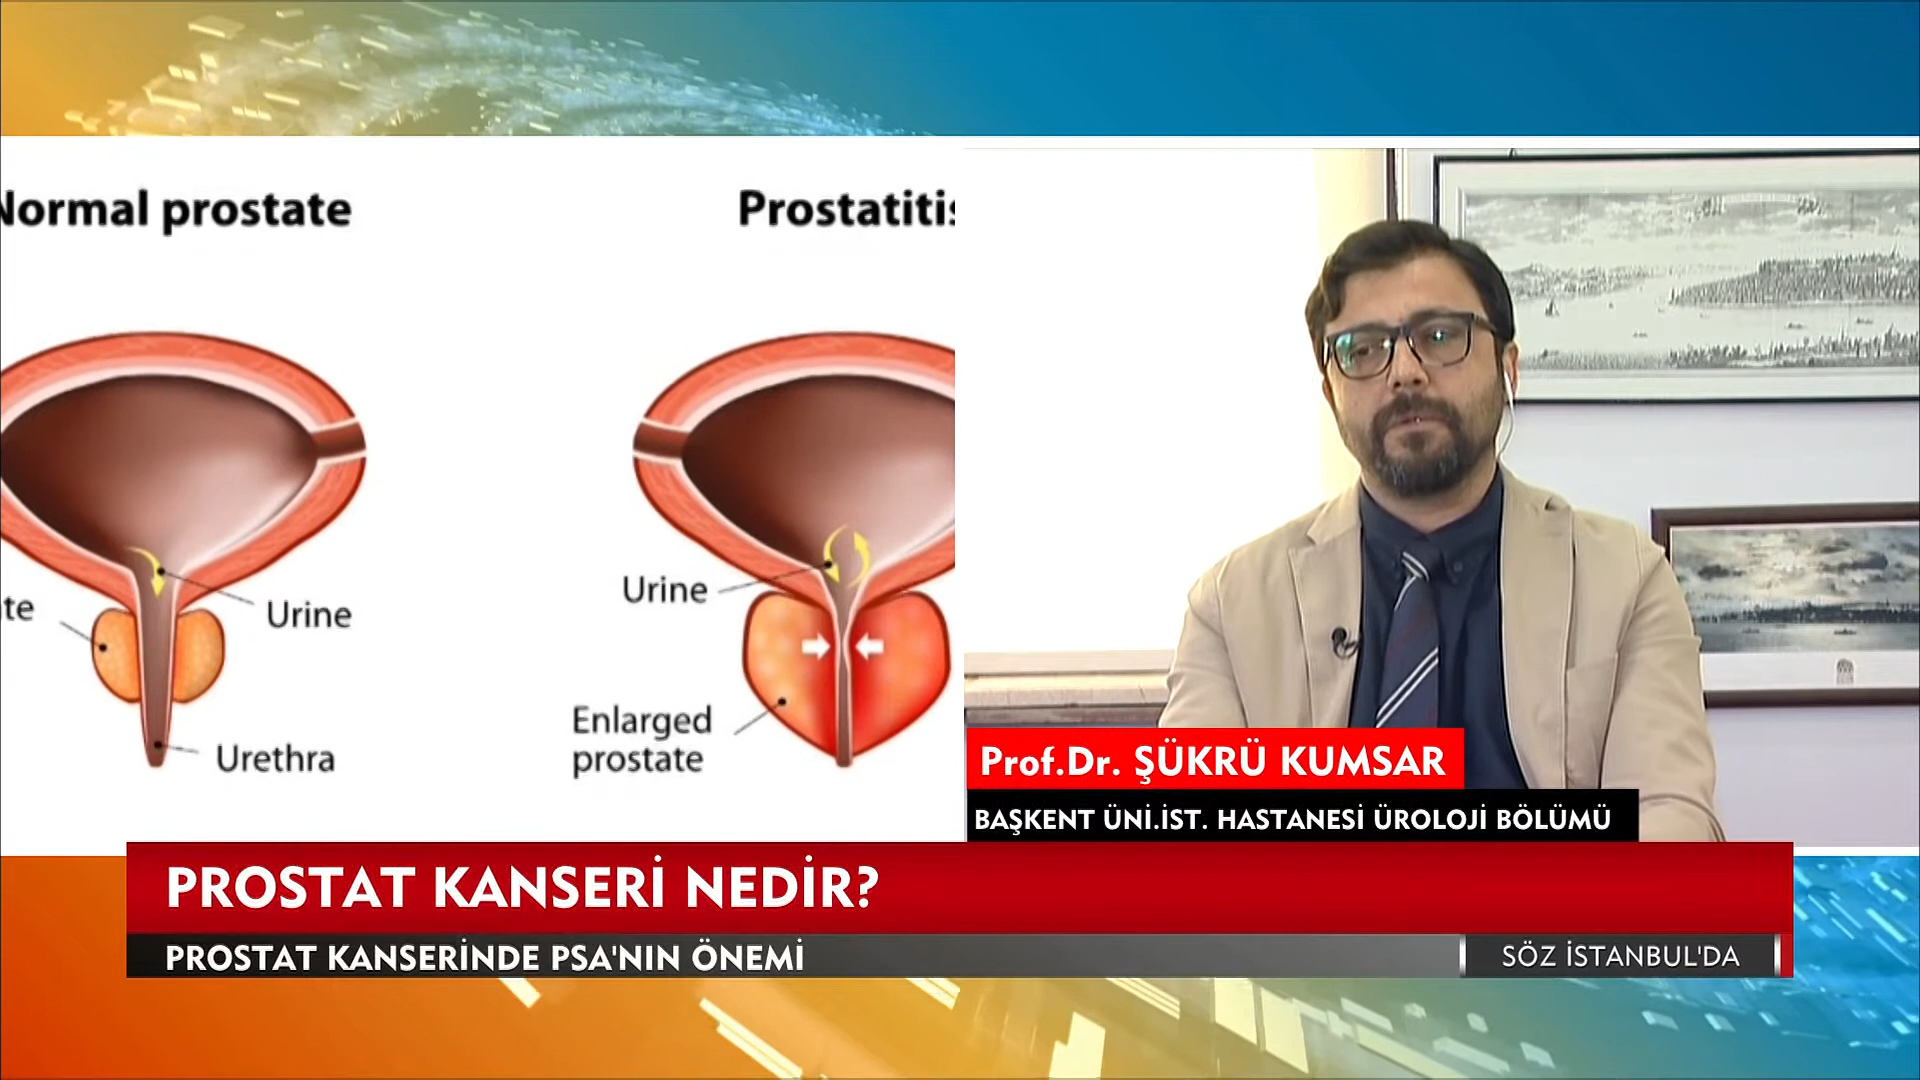 Normal prostate
Prostatitis
Urine
Urethra
Urine
Enlarged
prostate
Prof.Dr. ŞÜKRÜ KUMSAR
BAŞKENT ÜNİ.İST. HASTANESİ ÜROLOJİ BÖLÜMÜ
PROSTAT KANSERİ NEDİR?
PROSTAT KANSERİNDE PSA'NIN ÖNEMİ
SÖZ İSTANBUL'DA